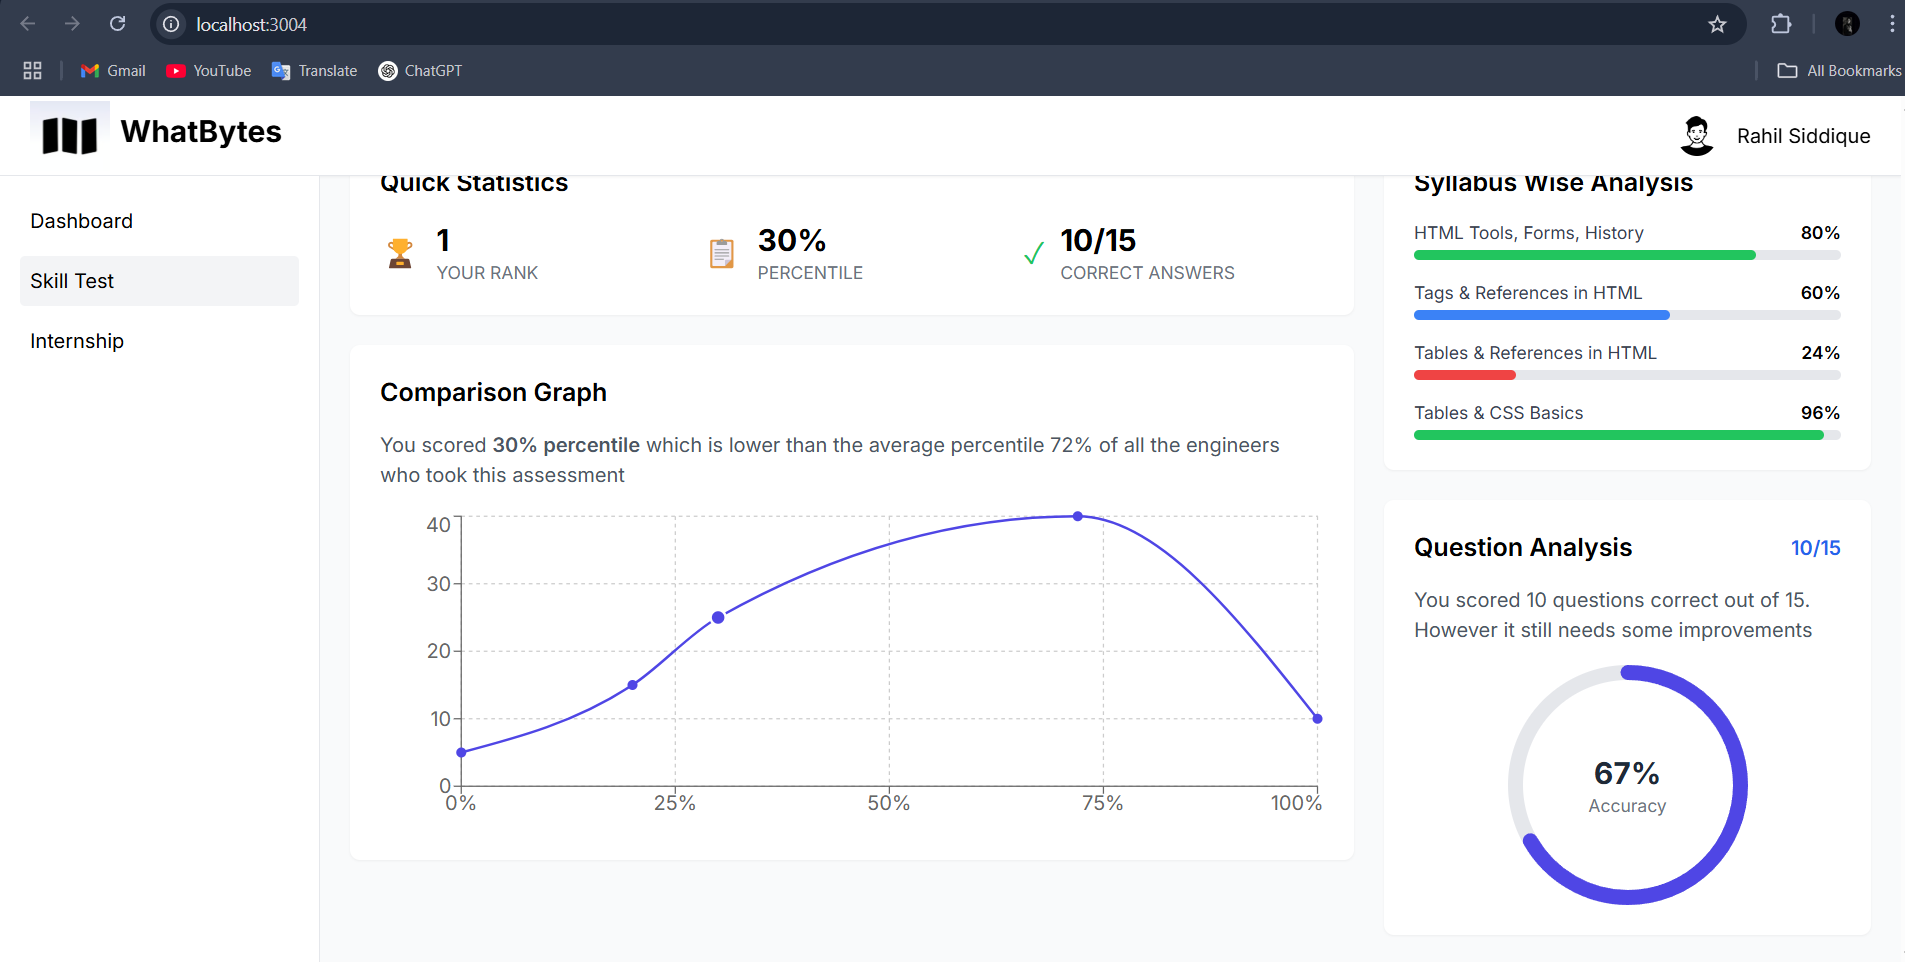 localhost:3004
Gmail
YouTube
Translate
ChatGPT
All Bookmarks
WhatBytes
Rahil Siddique
Dashboard
Skill Test
Internship
Quick Statistics
1
YOUR RANK
30%
PERCENTILE
10/15
CORRECT ANSWERS
Comparison Graph
You scored 30% percentile which is lower than the average percentile 72% of all the engineers
who took this assessment
40
30
20
10
0
0%
25%
50%
75%
100%
Syllabus Wise Analysis
HTML Tools, Forms, History 80%
Tags & References in HTML 60%
Tables & References in HTML 24%
Tables & CSS Basics 96%
Question Analysis 10/15
You scored 10 questions correct out of 15.
However it still needs some improvements
67%
Accuracy